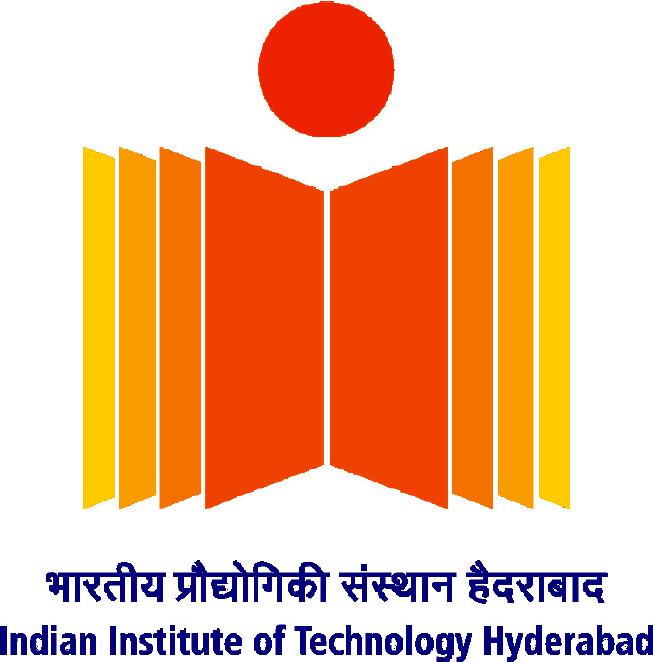 भारतीय प्रौद्योगिकी संस्थान हैदराबाद
Indian Institute of Technology Hyderabad